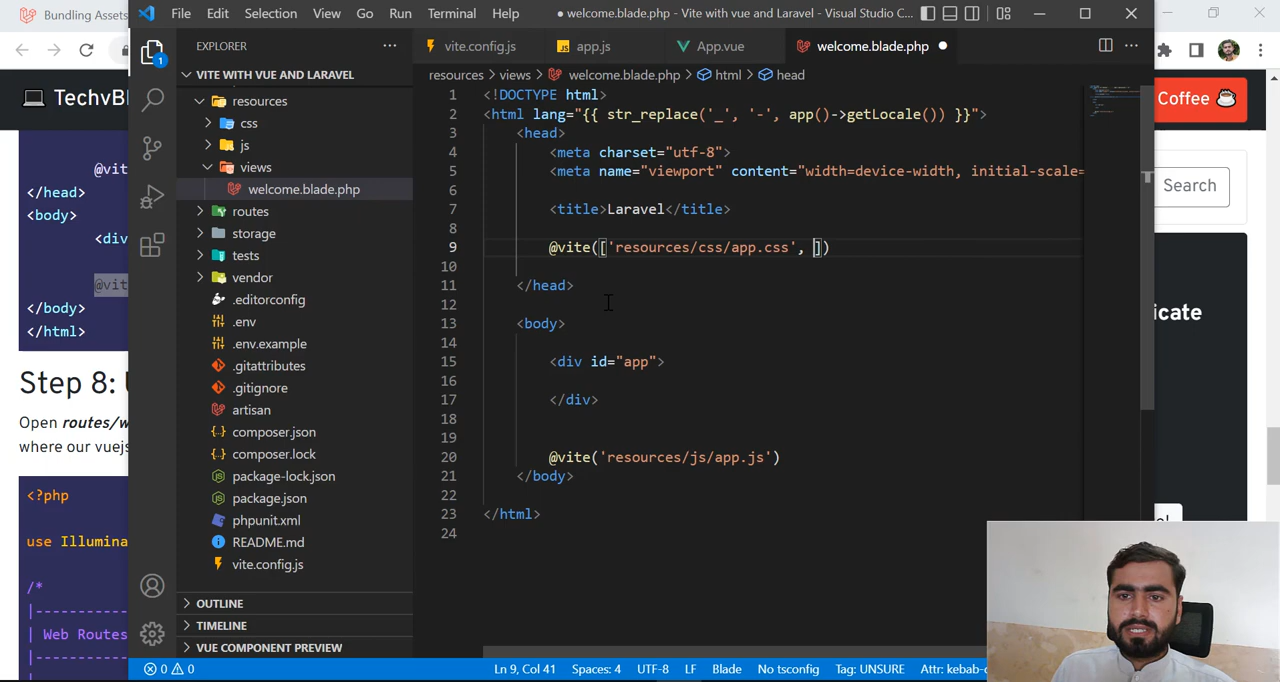 Bundling Assets
File Edit Selection View Go Run Terminal Help
● welcome.blade.php - Vite with vue and Laravel - Visual Studio C...
EXPLORER
vite.config.js app.js App.vue welcome.blade.php
VITE WITH VUE AND LARAVEL
resources > views > welcome.blade.php > html > head
resources
css
js
views
welcome.blade.php
routes
storage
tests
vendor
.editorconfig
.env
.env.example
.gitattributes
.gitignore
artisan
composer.json
composer.lock
package-lock.json
package.json
phpunit.xml
README.md
vite.config.js
OUTLINE
TIMELINE
VUE COMPONENT PREVIEW
1 <!DOCTYPE html>
2 <html lang="{{ str_replace('_', '-', app()->getLocale()) }}">
3 <head>
4 <meta charset="utf-8">
5 <meta name="viewport" content="width=device-width, initial-scale=
6
7 <title>Laravel</title>
8
9 @vite(['resources/css/app.css', ])
10
11 </head>
12
13 <body>
14
15 <div id="app">
16
17 </div>
18
19
20 @vite('resources/js/app.js')
21 </body>
22
23 </html>
24
0 0 Ln 9, Col 41 Spaces: 4 UTF-8 LF Blade No tsconfig Tag: UNSURE
1
TechvBl
@vit
</head>
<body>
<div
@vit
</body>
</html>
Step 8:
Open routes/w
where our vuej
<?php
use Illumina
/*
|
| Web Routes
|
Coffee
Search
icate